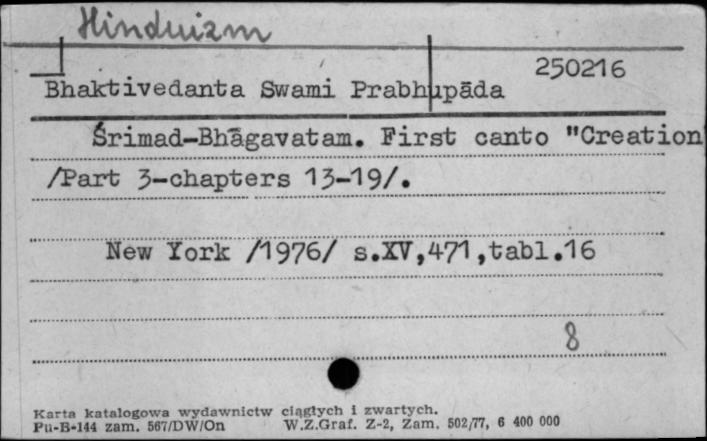 Hinduizm
250216
Bhaktivedanta Swami Prabhupāda
Śrimad-Bhāgavatam. First canto "Creation"
/Part 3-chapters 13-19/.
New York /1976/ s.XV,471,tabl.16
8
Karta katalogowa wydawnictw ciągłych i zwartych.
Pu-B-144 zam. 567/DW/On W.Z.Graf. Z-2, Zam. 502/77, 6 400 000